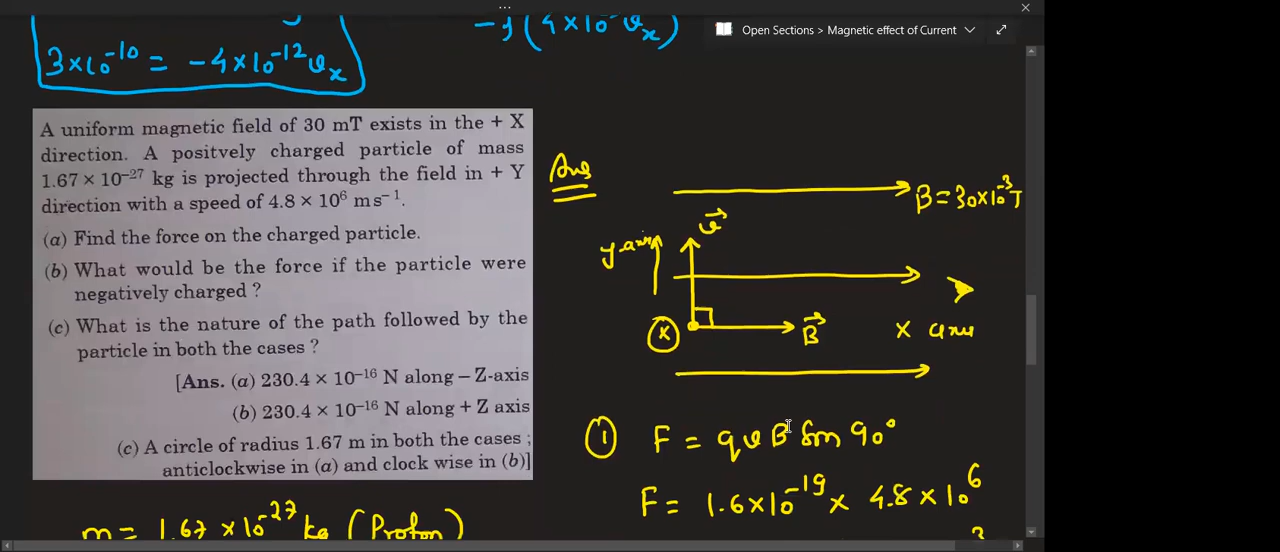 Open Sections > Magnetic effect of Current
3×10⁻¹⁰ = -4×10⁻¹² v_x
A uniform magnetic field of 30 mT exists in the + X
direction. A positvely charged particle of mass
1.67 × 10⁻²⁷ kg is projected through the field in + Y
direction with a speed of 4.8 × 10⁶ ms⁻¹.
(a) Find the force on the charged particle.
(b) What would be the force if the particle were
negatively charged ?
(c) What is the nature of the path followed by the
particle in both the cases ?
[Ans. (a) 230.4 × 10⁻¹⁶ N along – Z-axis
(b) 230.4 × 10⁻¹⁶ N along + Z axis
(c) A circle of radius 1.67 m in both the cases ;
anticlockwise in (a) and clock wise in (b)]
m = 1.67 ×10⁻²⁷ kg (Proton)
Ans
B = 30×10⁻³ T
v⃗
y axis
x
B⃗
X axis
① F = qvB Sin 90°
F = 1.6×10⁻¹⁹ × 4.8×10⁶